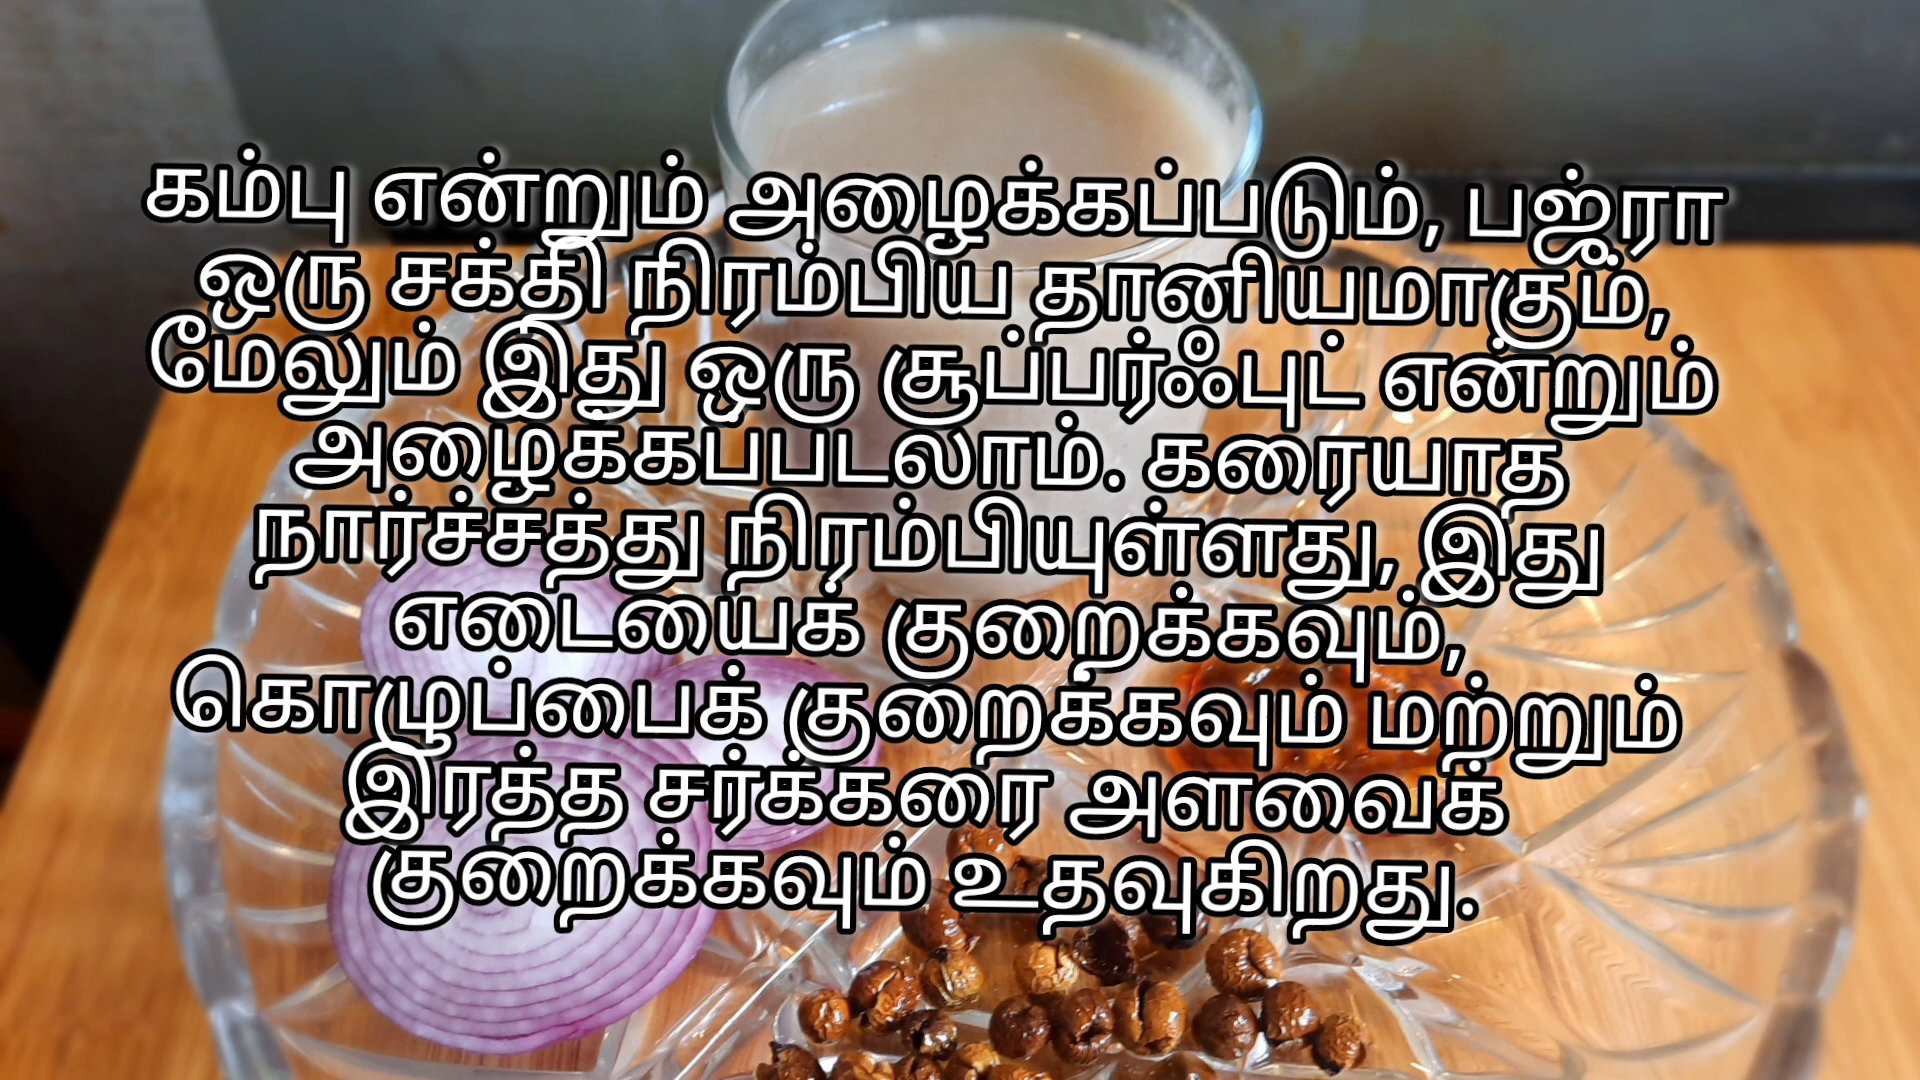 கம்பு என்றும் அழைக்கப்படும், பஜ்ரா
ஒரு சக்தி நிரம்பிய தானியமாகும்,
மேலும் இது ஒரு சூப்பர்ஃபுட் என்றும்
அழைக்கப்படலாம். கரையாத
நார்ச்சத்து நிரம்பியுள்ளது, இது
எடையைக் குறைக்கவும்,
கொழுப்பைக் குறைக்கவும் மற்றும்
இரத்த சர்க்கரை அளவைக்
குறைக்கவும் உதவுகிறது.